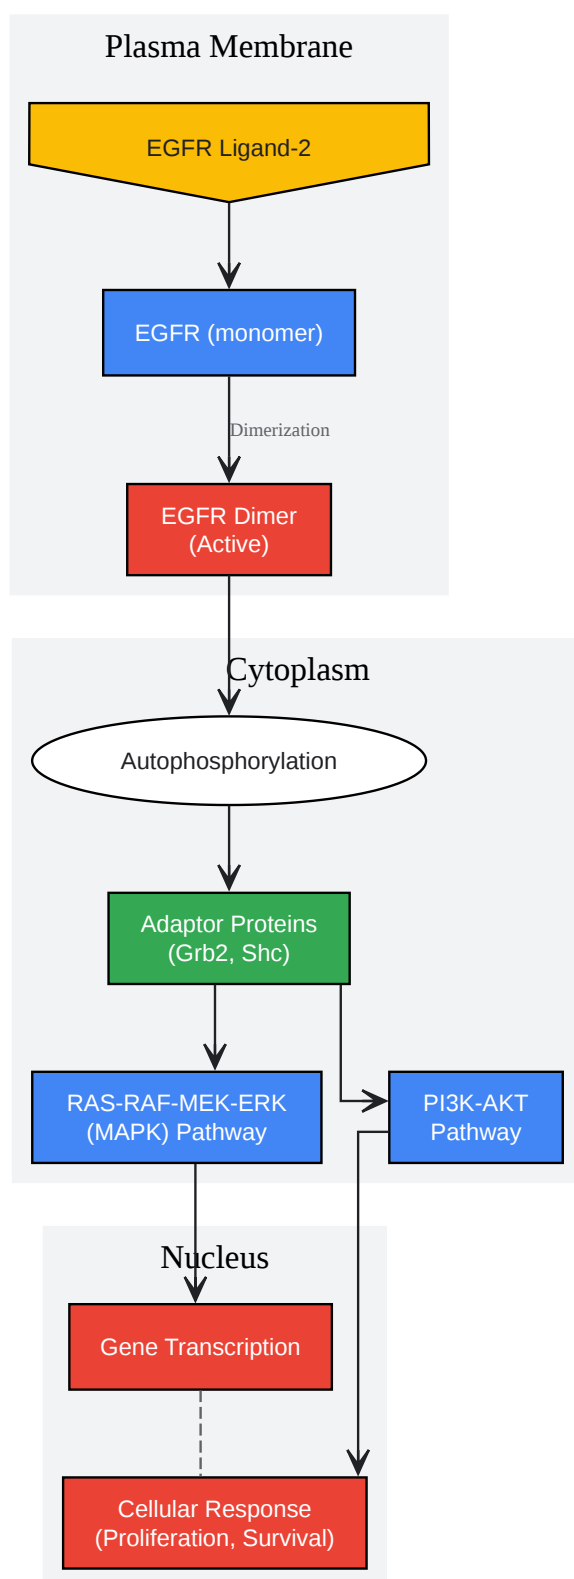 Plasma Membrane
EGFR Ligand-2
EGFR (monomer)
Dimerization
EGFR Dimer
(Active)
Cytoplasm
Autophosphorylation
Adaptor Proteins
(Grb2, Shc)
RAS-RAF-MEK-ERK
(MAPK) Pathway
PI3K-AKT
Pathway
Nucleus
Gene Transcription
Cellular Response
(Proliferation, Survival)